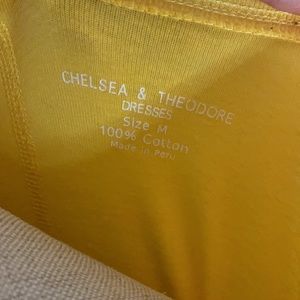 CHELSEA & THEODORE
DRESSES
Size M
100% Cotton
Made in Peru